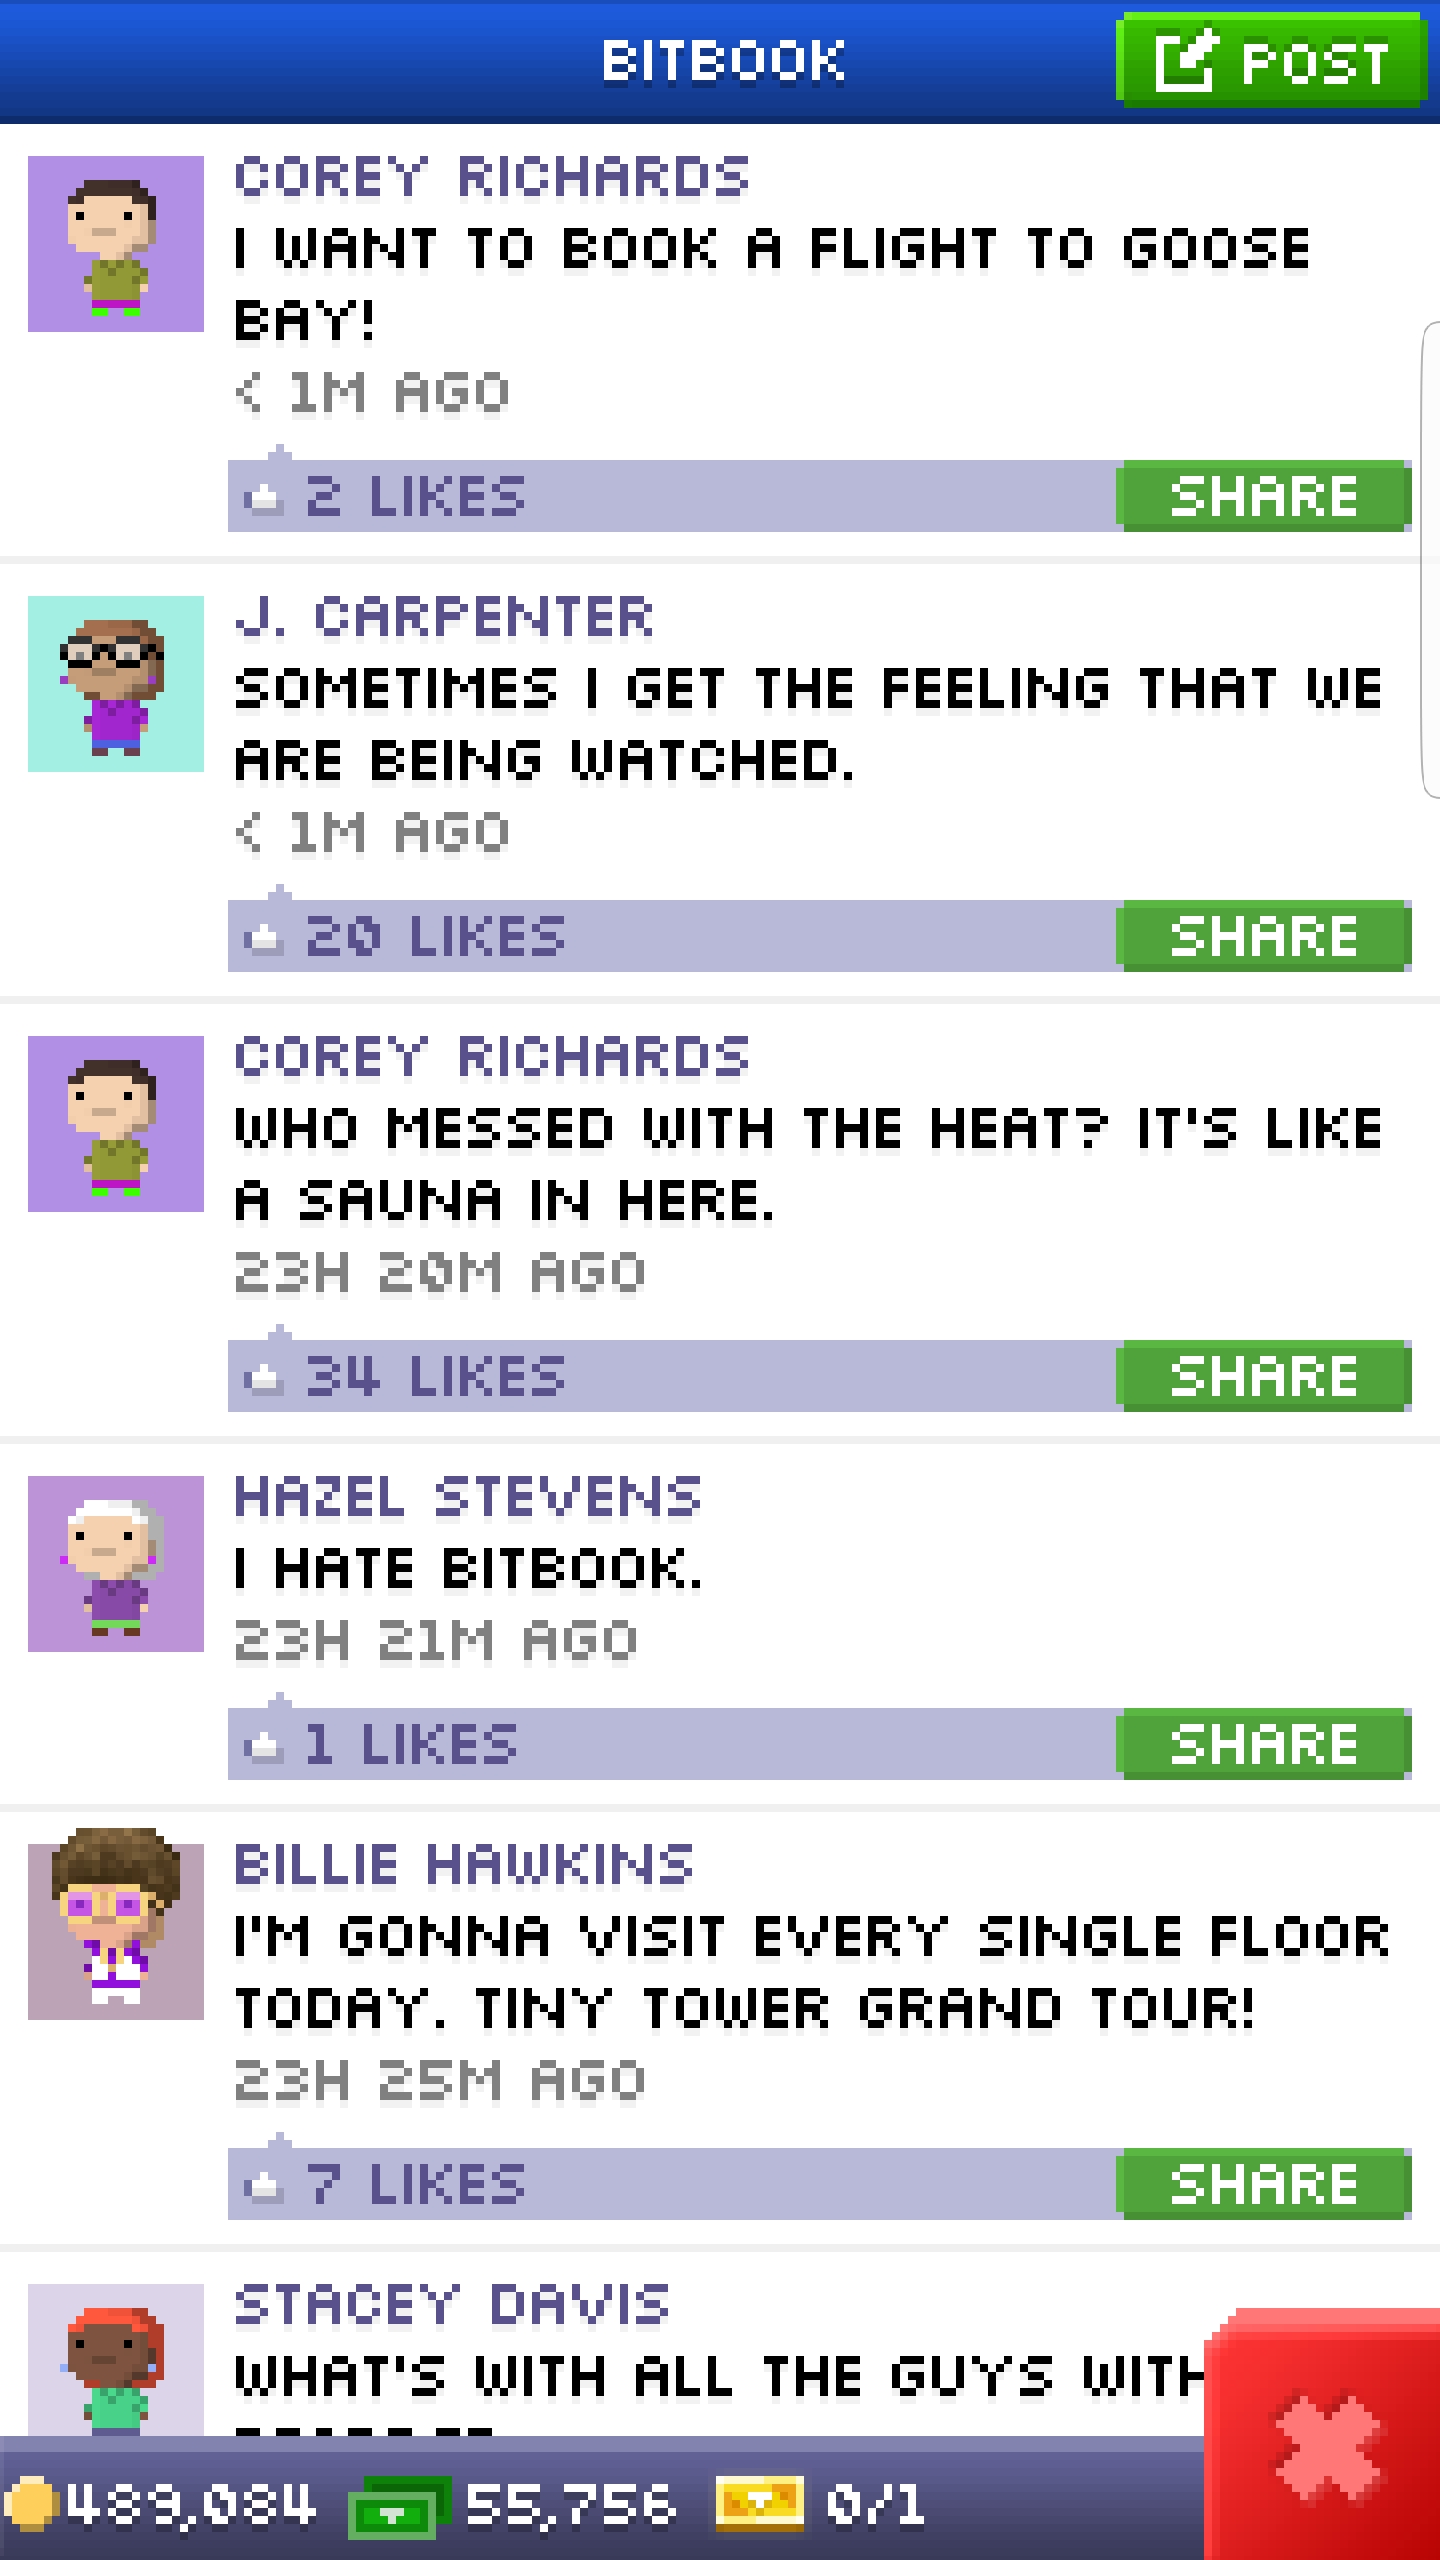 BITBOOK
POST
COREY RICHARDS
I WANT TO BOOK A FLIGHT TO GOOSE
BAY!
< 1M AGO
2 LIKES
SHARE
J. CARPENTER
SOMETIMES I GET THE FEELING THAT WE
ARE BEING WATCHED.
< 1M AGO
20 LIKES
SHARE
COREY RICHARDS
WHO MESSED WITH THE HEAT? IT'S LIKE
A SAUNA IN HERE.
23H 20M AGO
34 LIKES
SHARE
HAZEL STEVENS
I HATE BITBOOK.
23H 21M AGO
1 LIKES
SHARE
BILLIE HAWKINS
I'M GONNA VISIT EVERY SINGLE FLOOR
TODAY. TINY TOWER GRAND TOUR!
23H 25M AGO
7 LIKES
SHARE
STACEY DAVIS
WHAT'S WITH ALL THE GUYS WITH
489,084
55,756
0/1